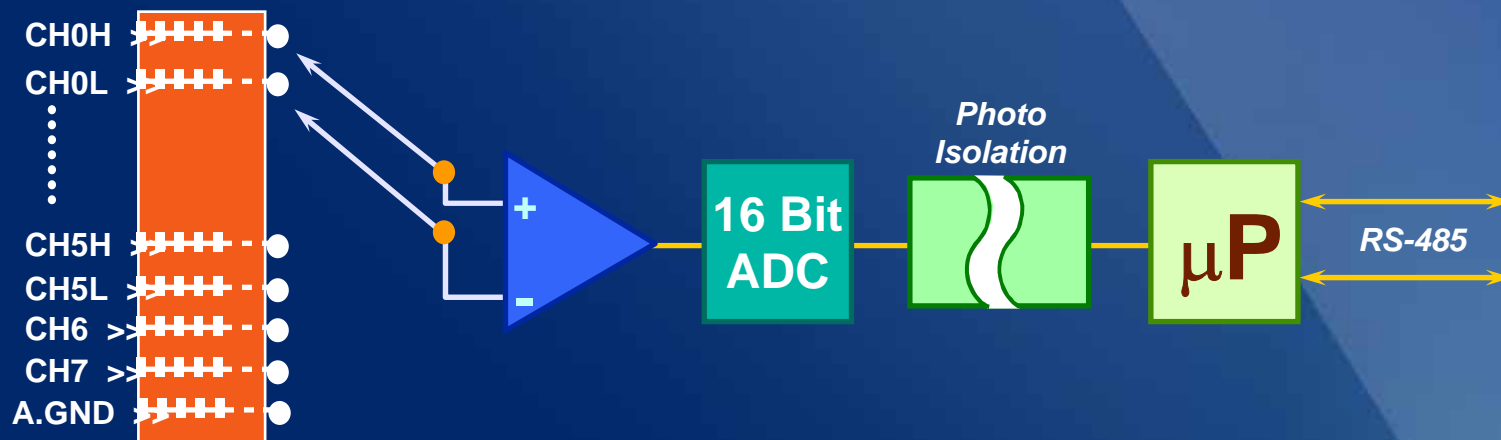 CH0H >>
CH0L >>
CH5H >>
CH5L >>
CH6 >>
CH7 >>
A.GND >>
+
-
16 Bit
ADC
Photo
Isolation
μP
RS-485